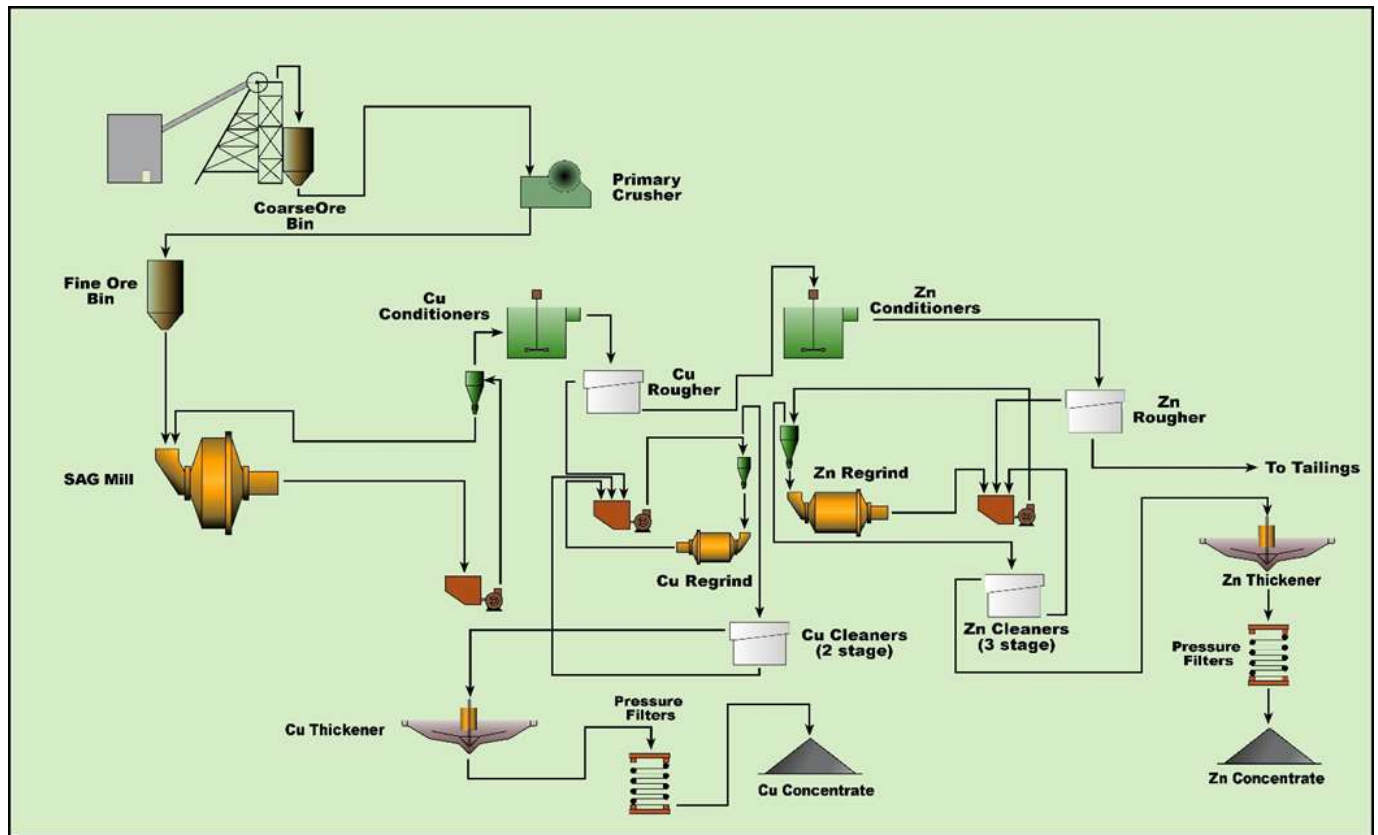 CoarseOre
Bin
Primary
Crusher
Fine Ore
Bin
Cu
Conditioners
Zn
Conditioners
Cu
Rougher
Zn
Rougher
SAG Mill
Zn Regrind
To Tailings
Cu Regrind
Zn Thickener
Cu Cleaners
(2 stage)
Zn Cleaners
(3 stage)
Pressure
Filters
Cu Thickener
Pressure
Filters
Cu Concentrate
Zn Concentrate